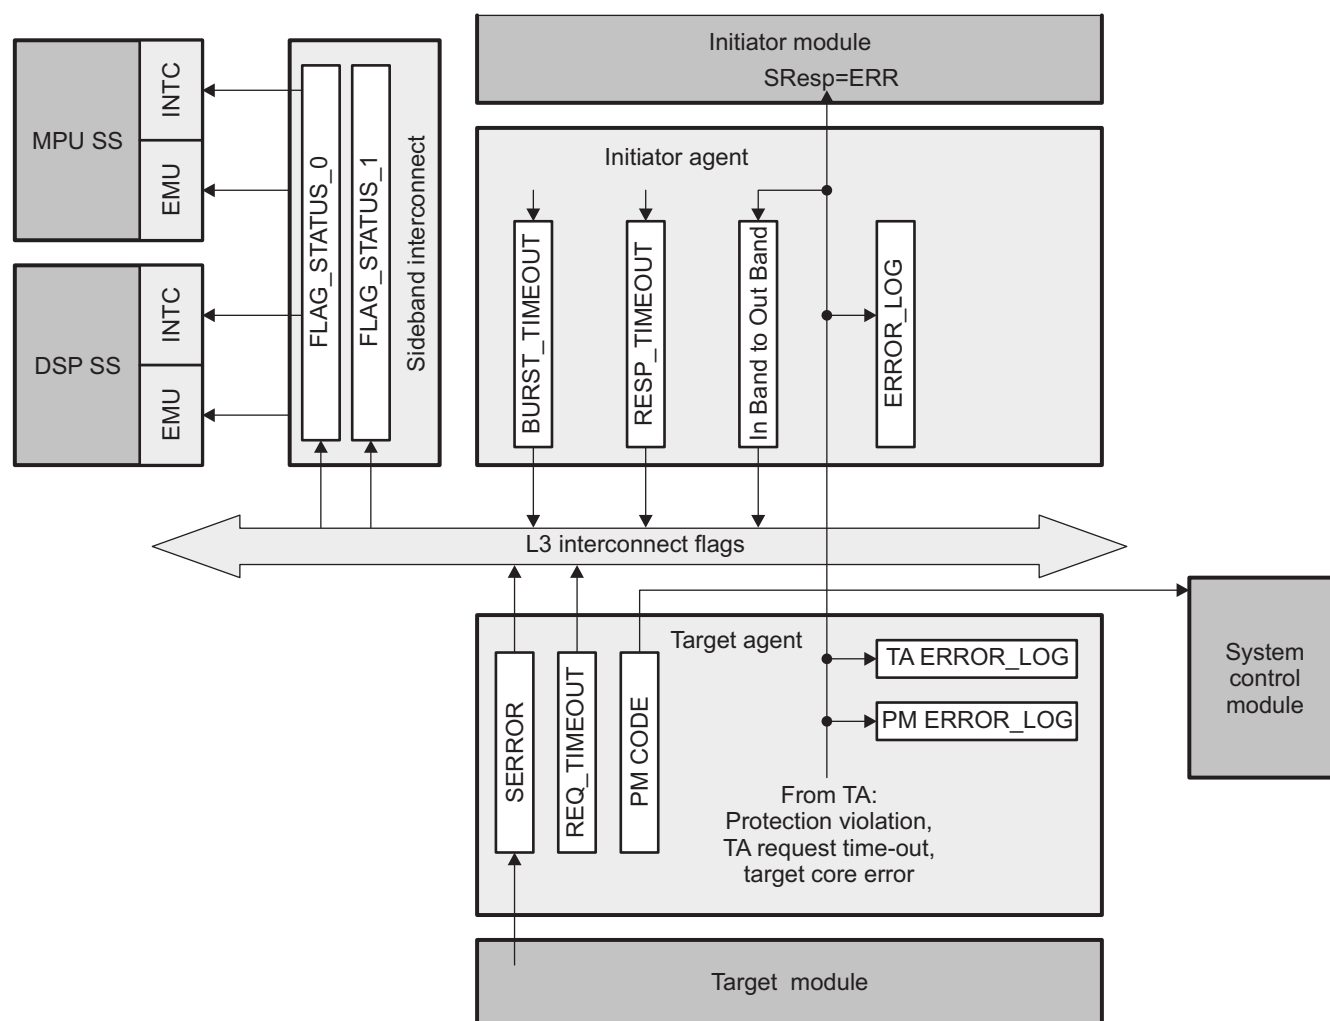 MPU SS
INTC
EMU
DSP SS
INTC
EMU
FLAG_STATUS_0
FLAG_STATUS_1
Sideband interconnect
Initiator module
SResp=ERR
Initiator agent
BURST_TIMEOUT
RESP_TIMEOUT
In Band to Out Band
ERROR_LOG
L3 interconnect flags
Target agent
SERROR
REQ_TIMEOUT
PM CODE
TA ERROR_LOG
PM ERROR_LOG
From TA:
Protection violation,
TA request time-out,
target core error
System
control
module
Target module